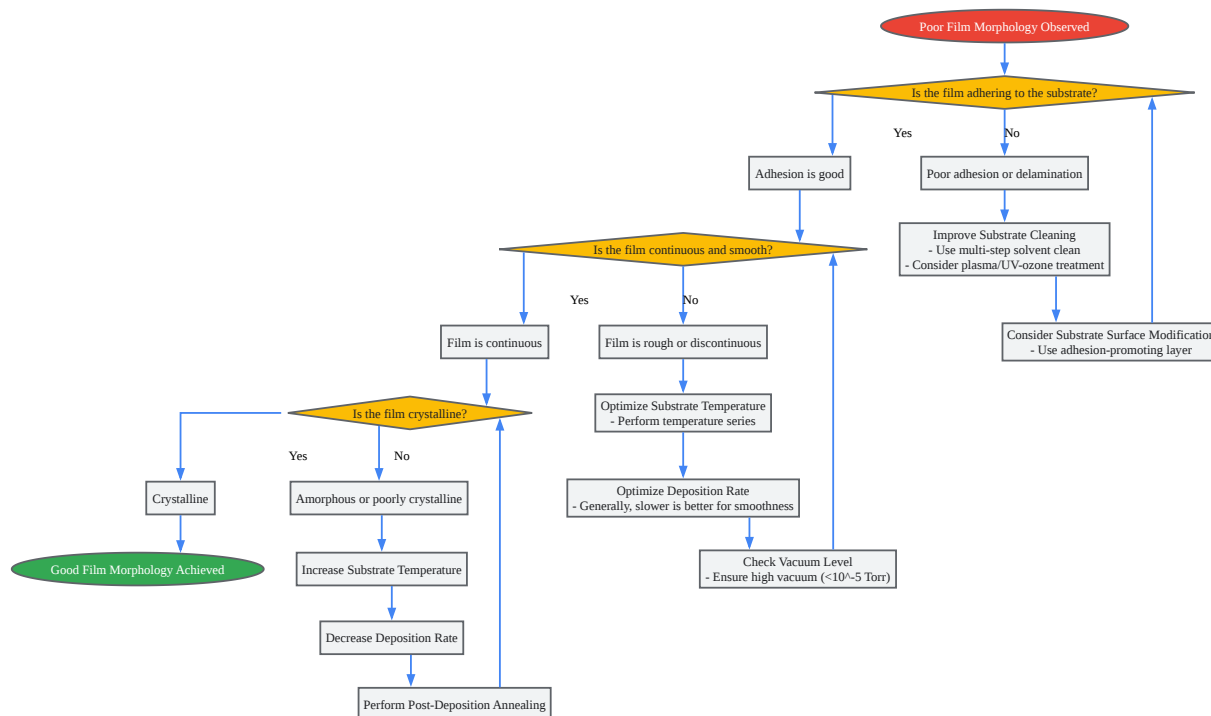 Poor Film Morphology Observed
Is the film adhering to the substrate?
Yes
No
Adhesion is good
Poor adhesion or delamination
Improve Substrate Cleaning
- Use multi-step solvent clean
- Consider plasma/UV-ozone treatment
Is the film continuous and smooth?
Yes
No
Consider Substrate Surface Modification
- Use adhesion-promoting layer
Film is continuous
Film is rough or discontinuous
Is the film crystalline?
Optimize Substrate Temperature
- Perform temperature series
Yes
No
Crystalline
Amorphous or poorly crystalline
Optimize Deposition Rate
- Generally, slower is better for smoothness
Good Film Morphology Achieved
Increase Substrate Temperature
Check Vacuum Level
- Ensure high vacuum (<10^-5 Torr)
Decrease Deposition Rate
Perform Post-Deposition Annealing